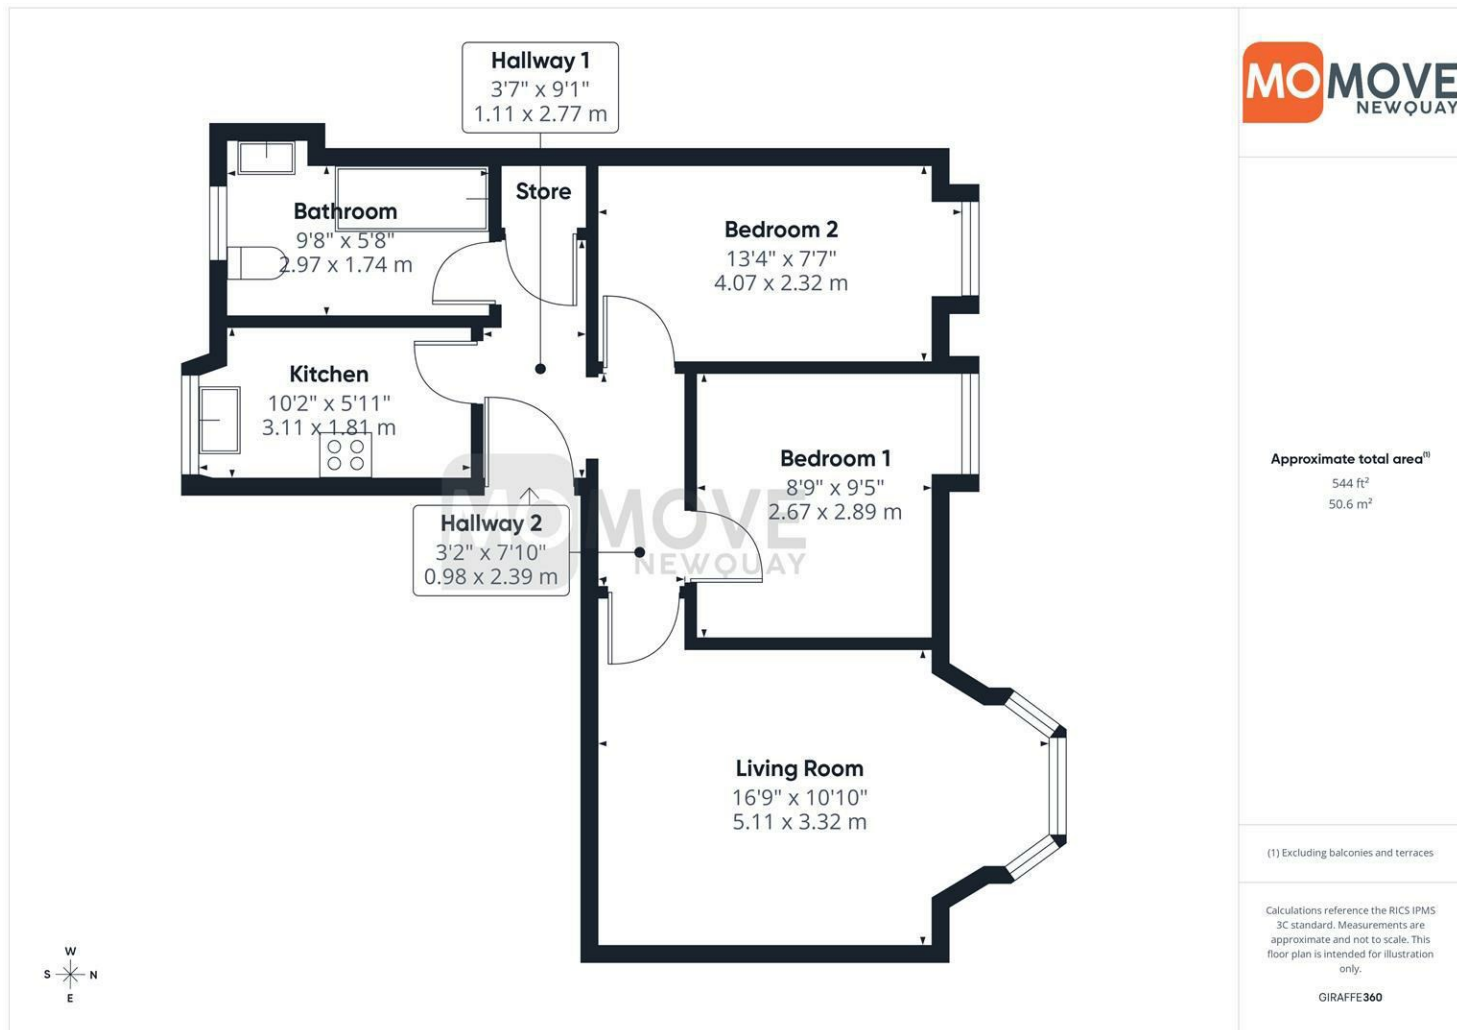 Hallway 1
3'7" x 9'1"
1.11 x 2.77 m
Store
Bathroom
9'8" x 5'8"
2.97 x 1.74 m
Bedroom 2
13'4" x 7'7"
4.07 x 2.32 m
Kitchen
10'2" x 5'11"
3.11 x 1.81 m
Bedroom 1
8'9" x 9'5"
2.67 x 2.89 m
Hallway 2
3'2" x 7'10"
0.98 x 2.39 m
MOMOVE
NEWQUAY
Living Room
16'9" x 10'10"
5.11 x 3.32 m
W
S N
E
MOMOVE
NEWQUAY
Approximate total area(1)
544 ft²
50.6 m²
(1) Excluding balconies and terraces
Calculations reference the RICS IPMS
3C standard. Measurements are
approximate and not to scale. This
floor plan is intended for illustration
only.
GIRAFFE360